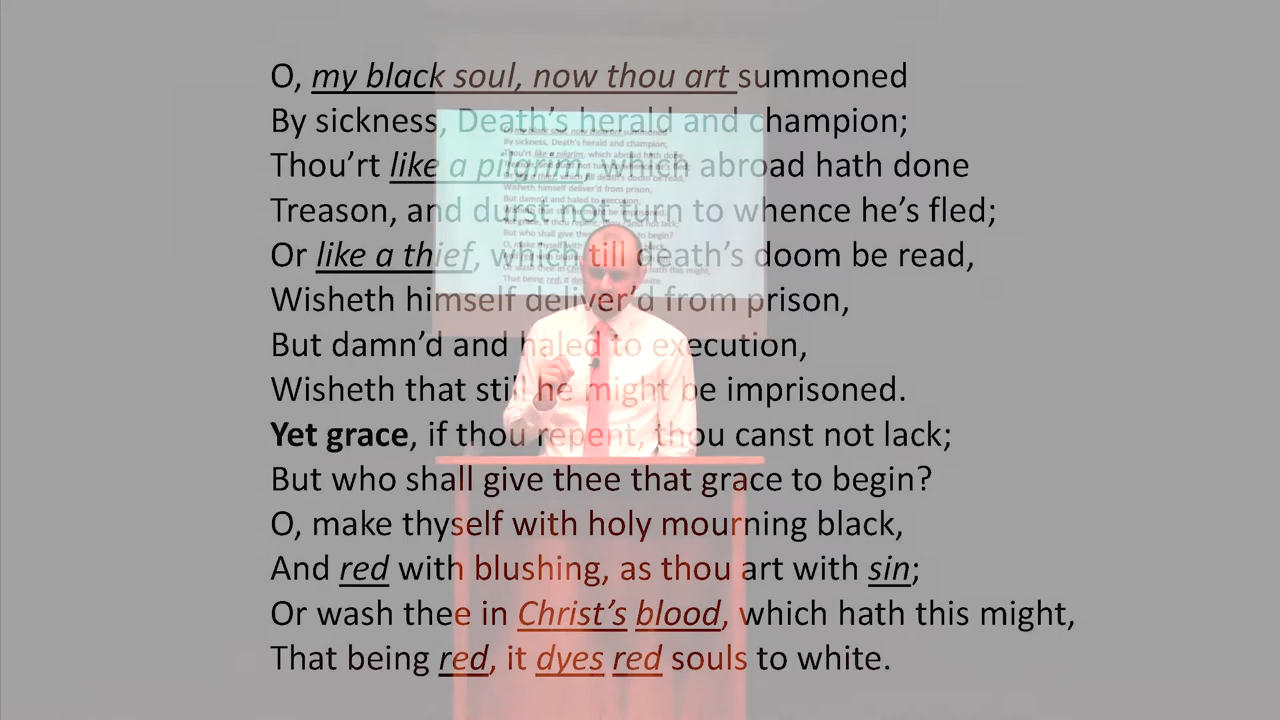 O, my black soul, now thou art summoned
By sickness, Death’s herald and champion;
Thou’rt like a pilgrim, which abroad hath done
Treason, and durst not turn to whence he’s fled;
Or like a thief, which till death’s doom be read,
Wisheth himself deliver’d from prison,
But damn’d and haled to execution,
Wisheth that still he might be imprisoned.
Yet grace, if thou repent, thou canst not lack;
But who shall give thee that grace to begin?
O, make thyself with holy mourning black,
And red with blushing, as thou art with sin;
Or wash thee in Christ’s blood, which hath this might,
That being red, it dyes red souls to white.